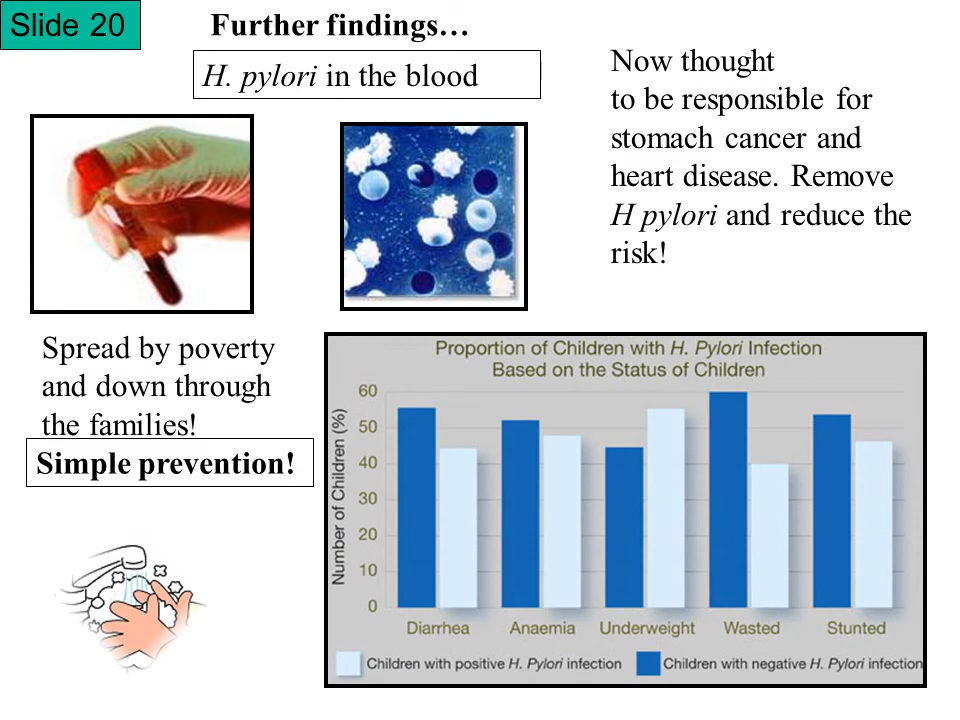 Slide 20
Further findings…
H. pylori in the blood
Now thought
to be responsible for
stomach cancer and
heart disease. Remove
H pylori and reduce the
risk!
Spread by poverty
and down through
the families!
Simple prevention!
Proportion of Children with H. Pylori Infection
Based on the Status of Children
Number of Children (%)
60
50
40
30
20
10
0
Diarrhea Anaemia Underweight Wasted Stunted
Children with positive H. Pylori infection Children with negative H. Pylori infection